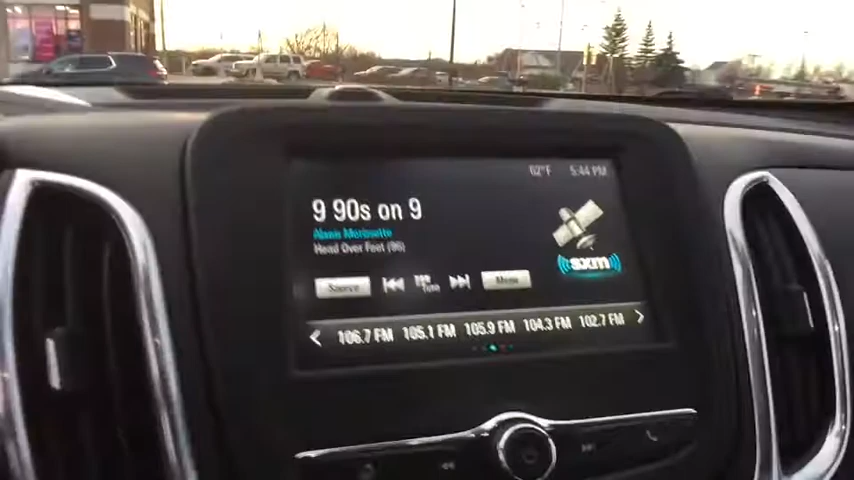 62°F 5:44 PM
9 90s on 9
Alanis Morissette
Head Over Feet (96)
sxm
Source
Tune
Menu
106.7 FM 105.1 FM 105.9 FM 104.3 FM 102.7 FM